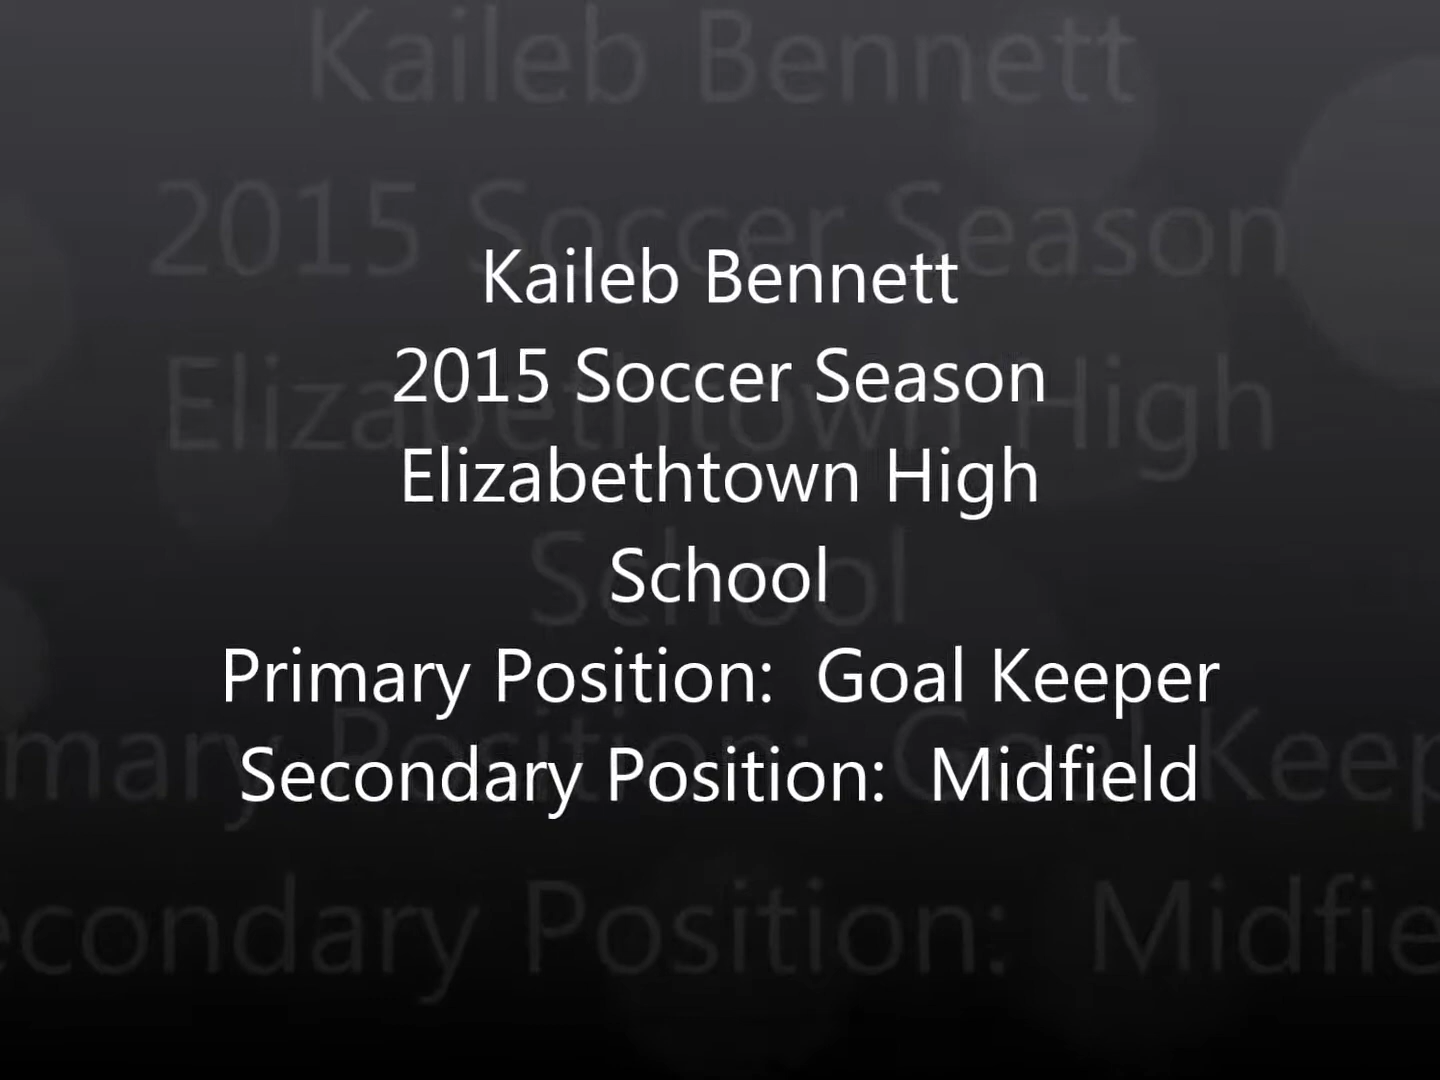 Kaileb Bennett
2015 Soccer Season
Elizabethtown High
School
Primary Position:  Goal Keeper
Secondary Position:  Midfield